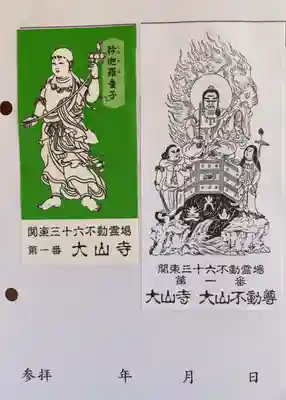 矜迦羅童子
関東三十六不動霊場
第一番 大山寺
関東三十六不動霊場
第一番
大山寺 大山不動尊
参拝 年 月 日